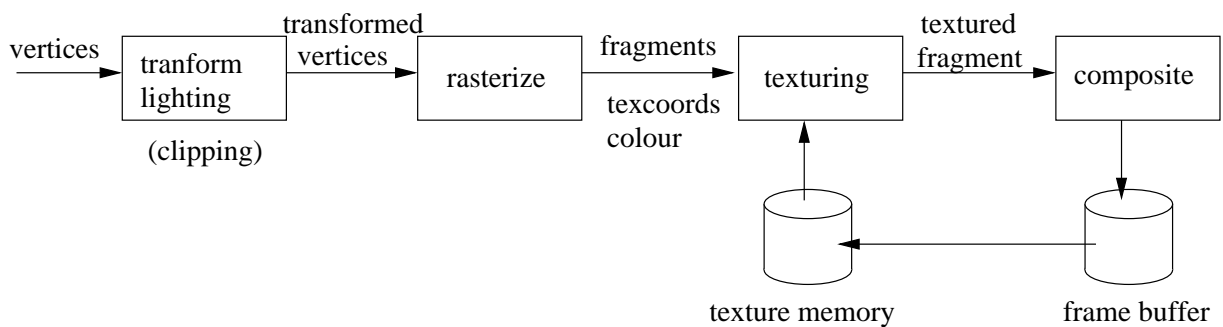 vertices
tranform
lighting
(clipping)
transformed
vertices
rasterize
fragments
texcoords
colour
texturing
textured
fragment
composite
texture memory
frame buffer